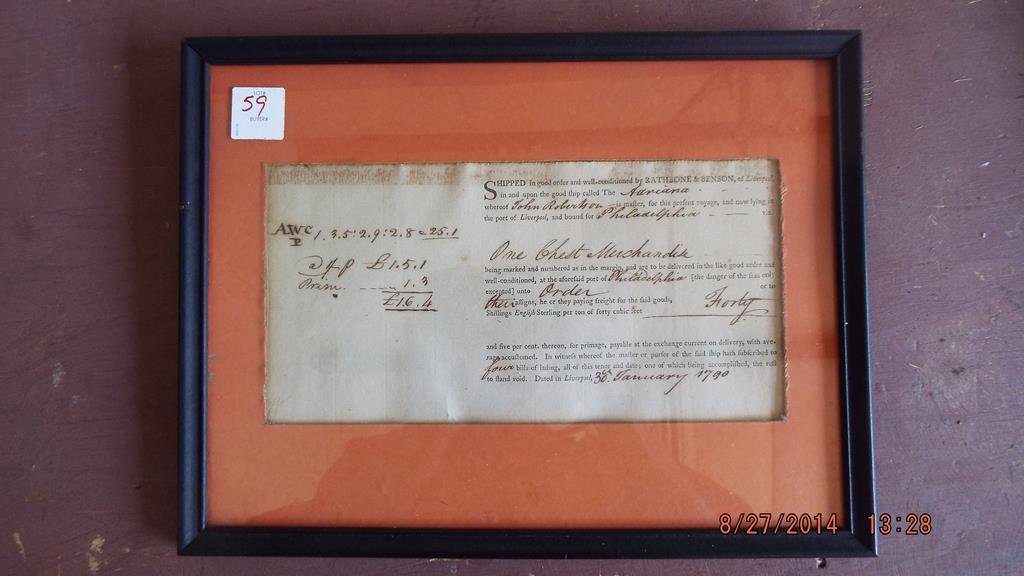 LOT#
59
BUYER#
SHIPPED in good order and well-conditioned by RATHBONE & BENSON, of Liverpool
in and upon the good ship called The Adriana
whereof John Robertson is master, for this present voyage, and now lying in
the port of Liverpool, and bound for Philadelphia viz.
AWC
P
1.3.5:2.9:2.8=25.1
One Chest Merchandize
being marked and numbered as in the margin, and are to be delivered in the like good order and
well-conditioned, at the aforesaid port of Philadelphia [the danger of the seas only
excepted] unto Order or to
their assigns, he or they paying freight for the said goods, Forty
Shillings English Sterling per ton of forty cubic feet
£1.5.1
Prim. 1.3
£1 6.4
and five per cent. thereon, for primage, payable at the exchange current on delivery, with ave-
rage accustomed. In witness whereof the master or purser of the said ship hath subscribed to
four bills of lading, all of this tenor and date; one of which being accomplished, the rest
to stand void. Dated in Liverpool, 30 January 1790
8/27/2014 13:28